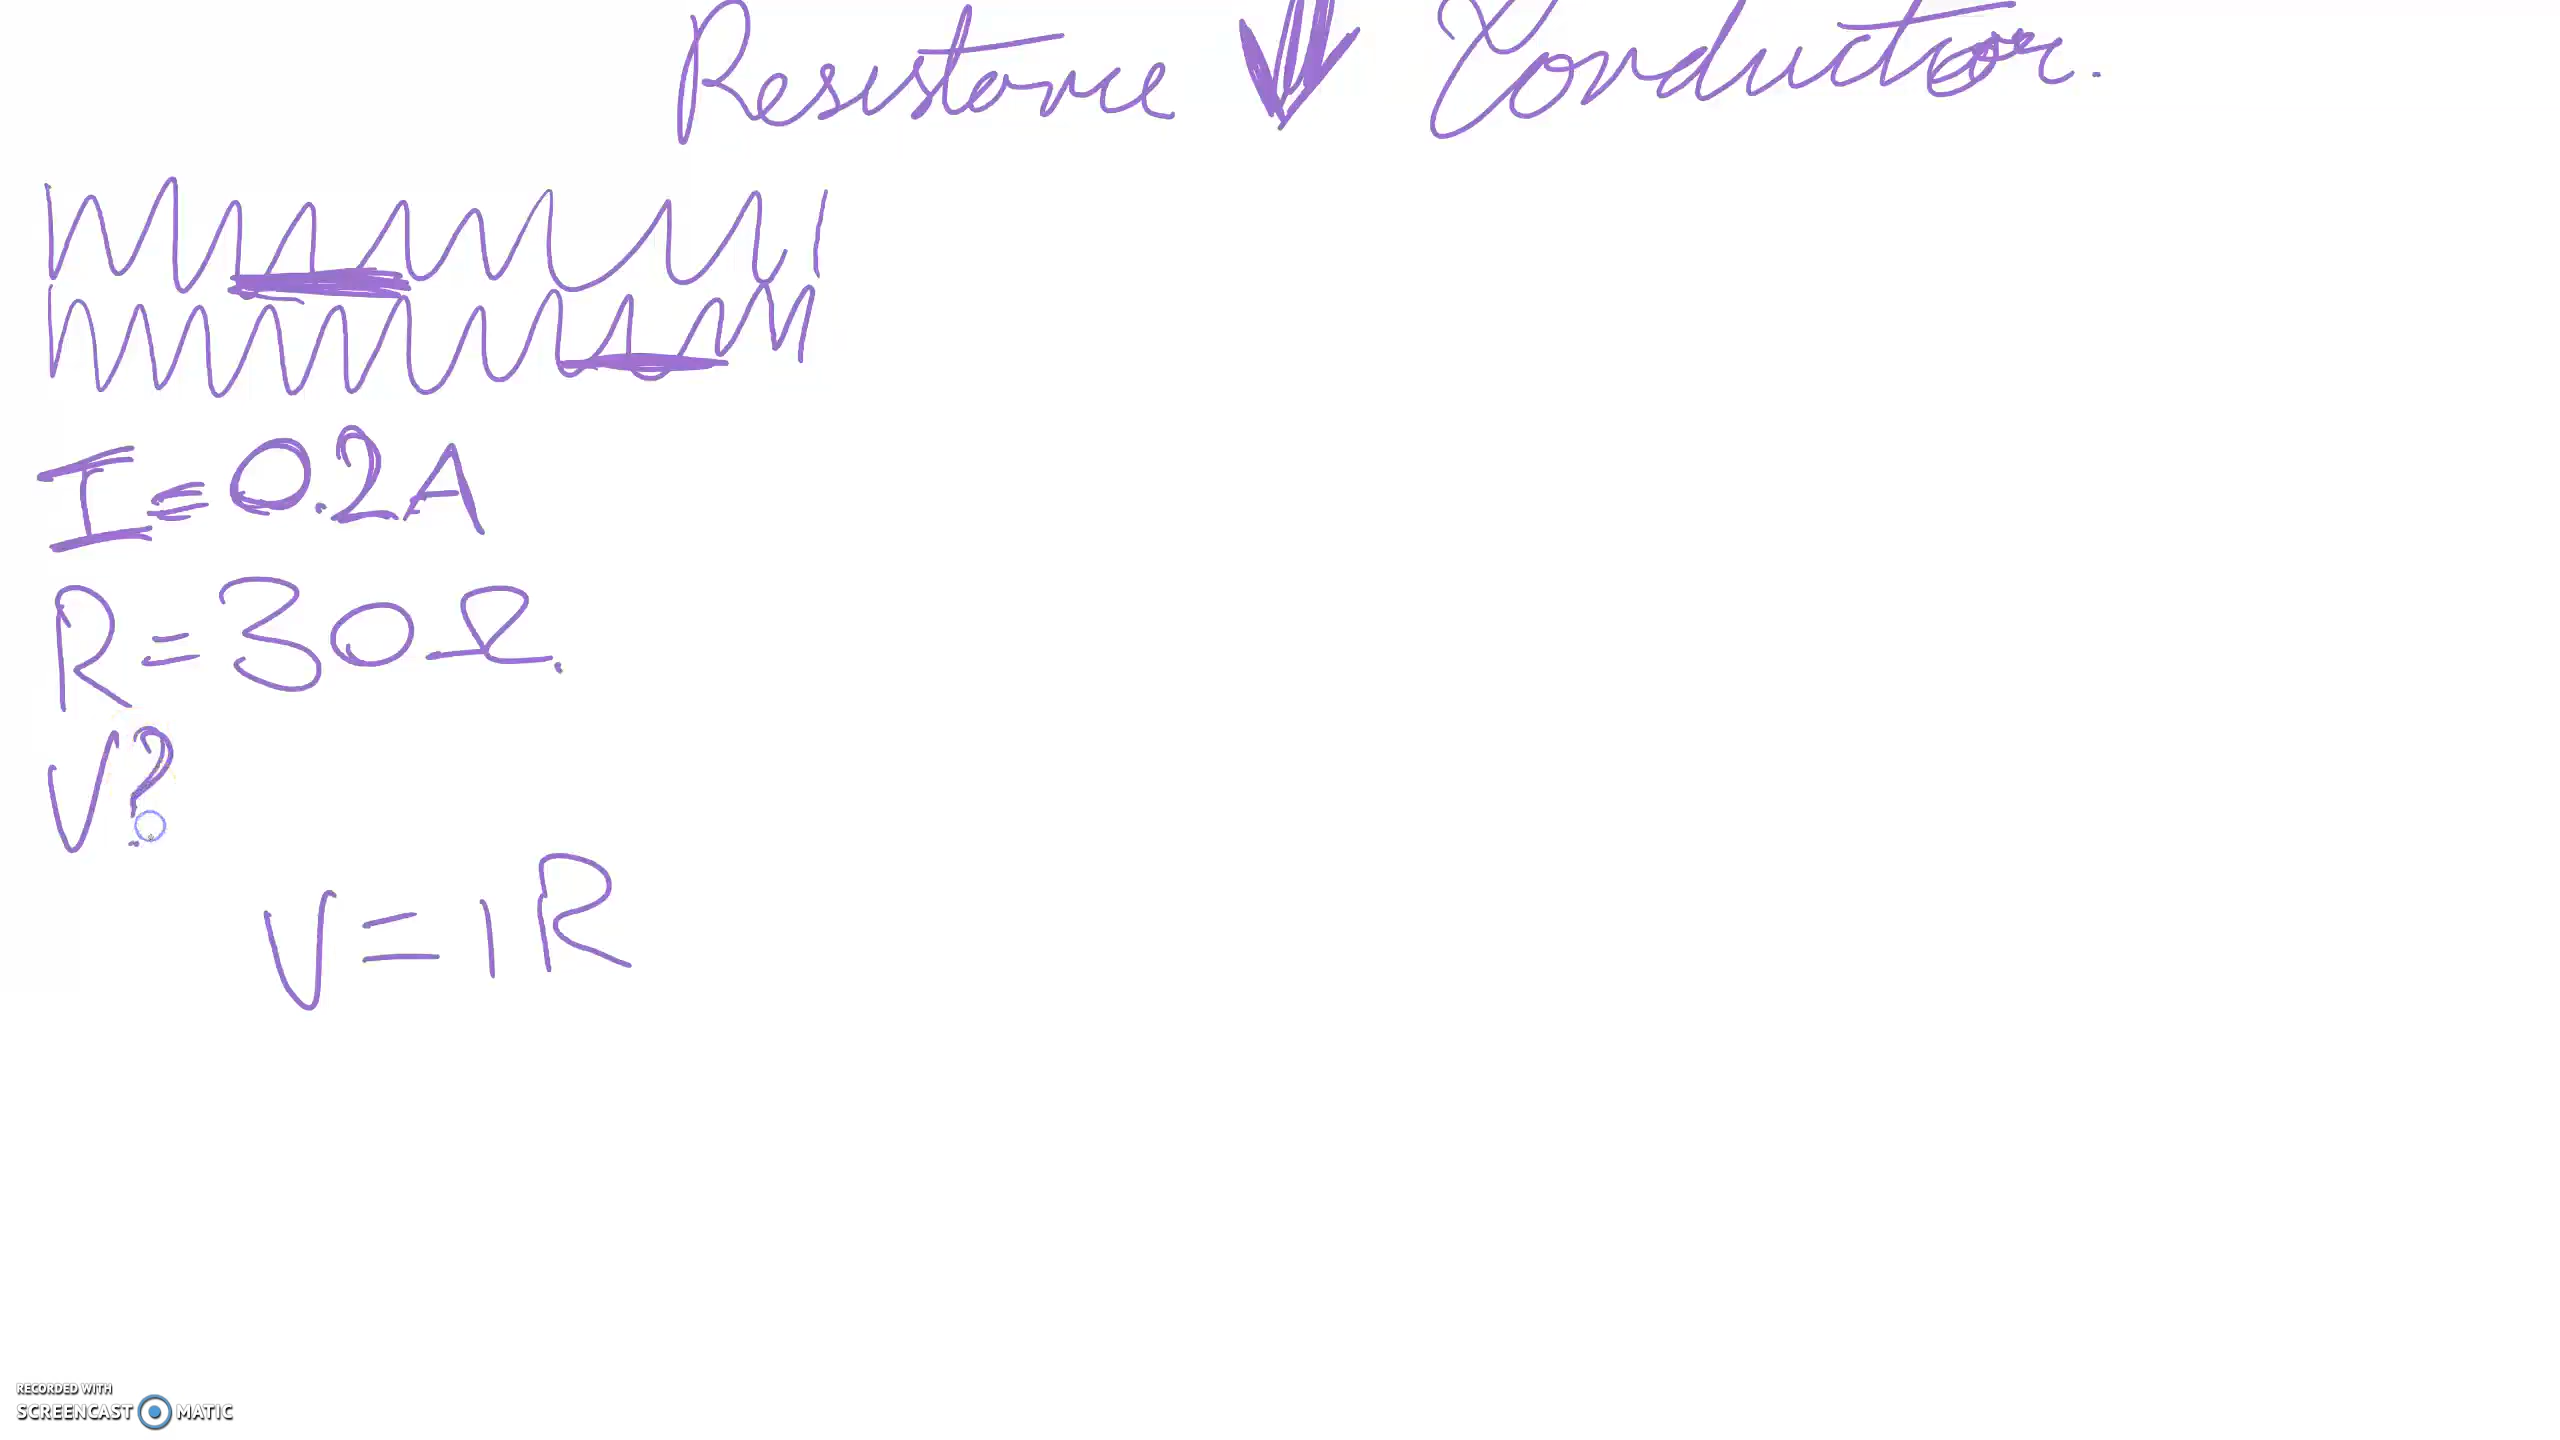 Resistance Conductor.
I = 0.2A
R = 30Ω.
V?
V = IR
RECORDED WITH
SCREENCAST MATIC